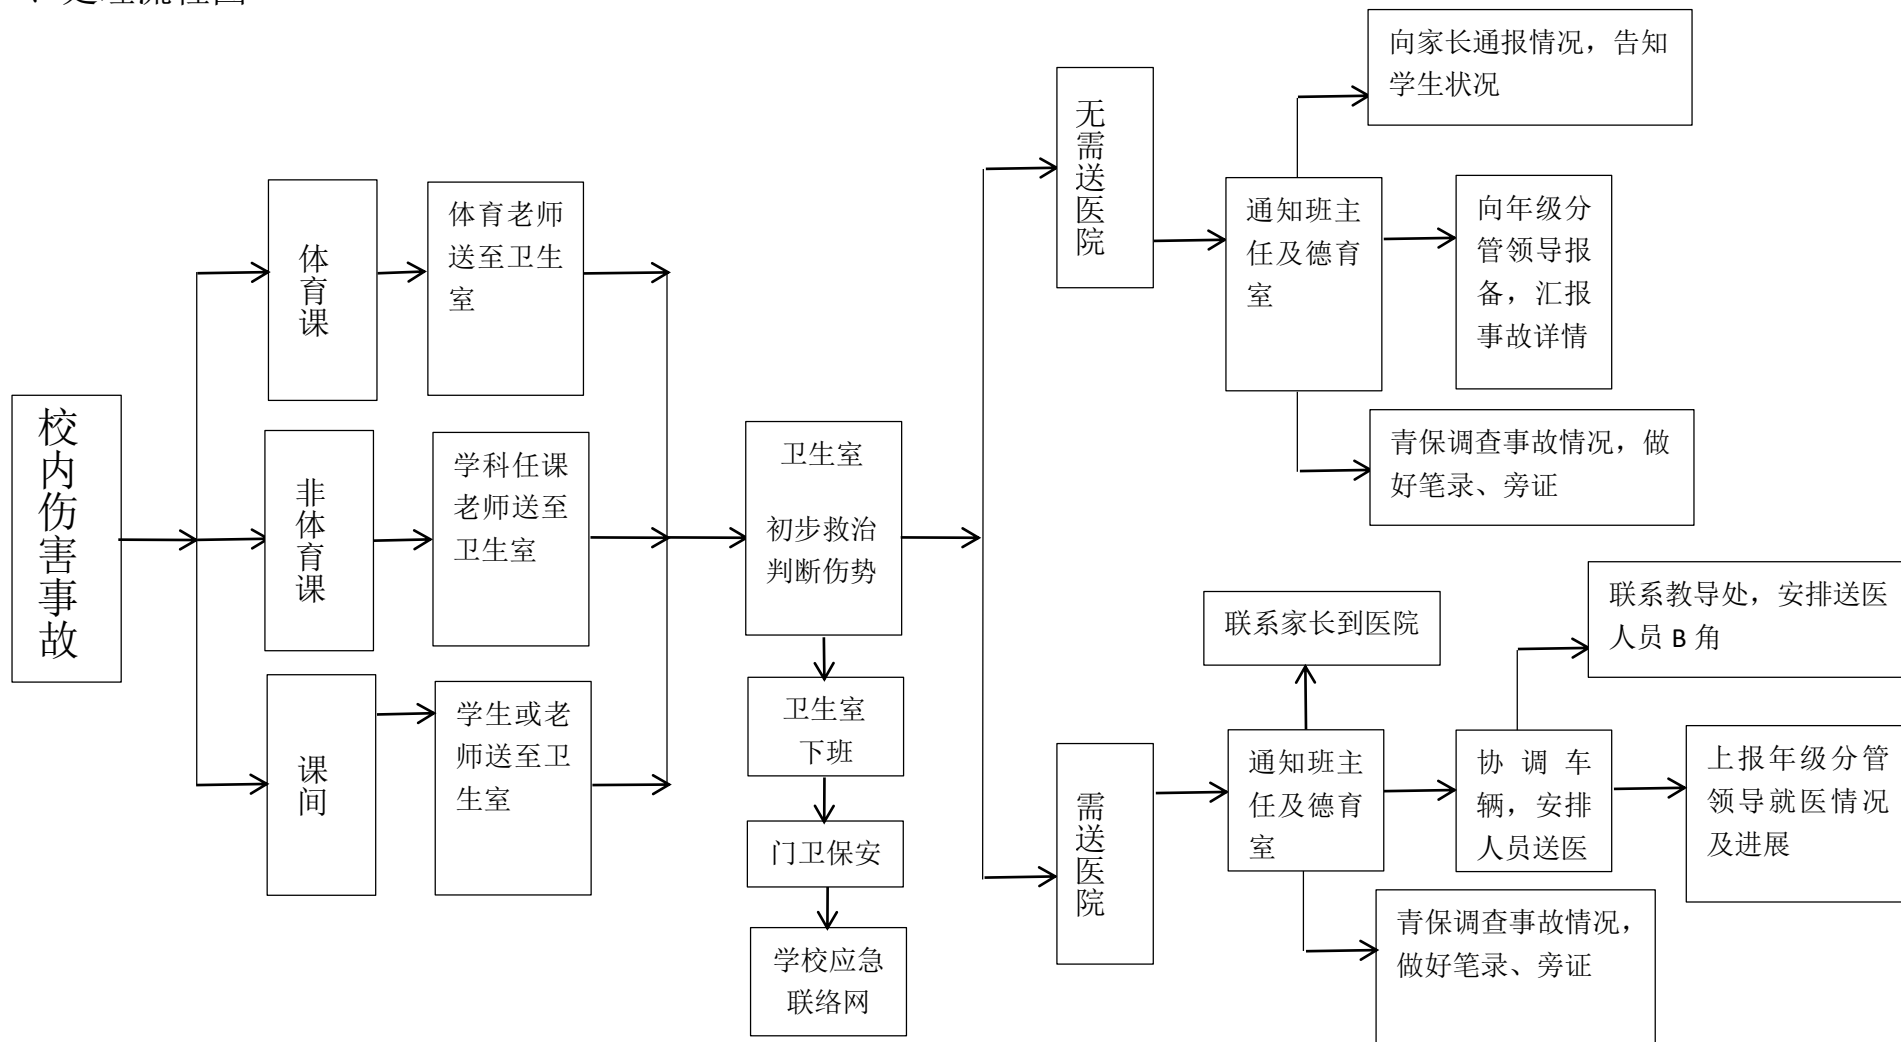 处理流程图
校内伤害事故
体育课
体育老师
送至卫生
室
非体育课
学科任课
老师送至
卫生室
课间
学生或老
师送至卫
生室
卫生室
初步救治
判断伤势
卫生室
下班
门卫保安
学校应急
联络网
无需送医院
通知班主
任及德育
室
向家长通报情况，告知
学生状况
向年级分
管领导报
备，汇报
事故详情
青保调查事故情况，做
好笔录、旁证
需送医院
通知班主
任及德育
室
联系家长到医院
协调车
辆，安排
人员送医
联系教导处，安排送医
人员 B 角
上报年级分管
领导就医情况
及进展
青保调查事故情况，
做好笔录、旁证